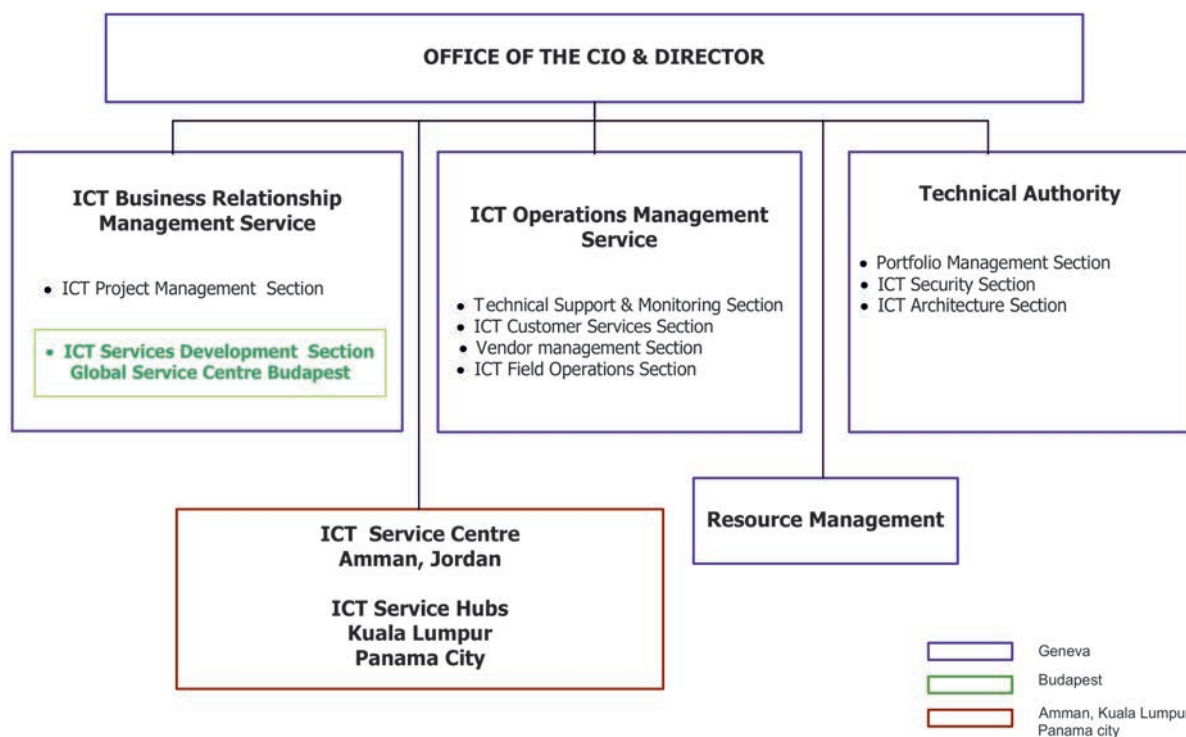 OFFICE OF THE CIO & DIRECTOR
ICT Business Relationship
Management Service
• ICT Project Management Section
• ICT Services Development Section
Global Service Centre Budapest
ICT Operations Management
Service
• Technical Support & Monitoring Section
• ICT Customer Services Section
• Vendor management Section
• ICT Field Operations Section
Technical Authority
• Portfolio Management Section
• ICT Security Section
• ICT Architecture Section
ICT Service Centre
Amman, Jordan
ICT Service Hubs
Kuala Lumpur
Panama City
Resource Management
Geneva
Budapest
Amman, Kuala Lumpur
Panama city